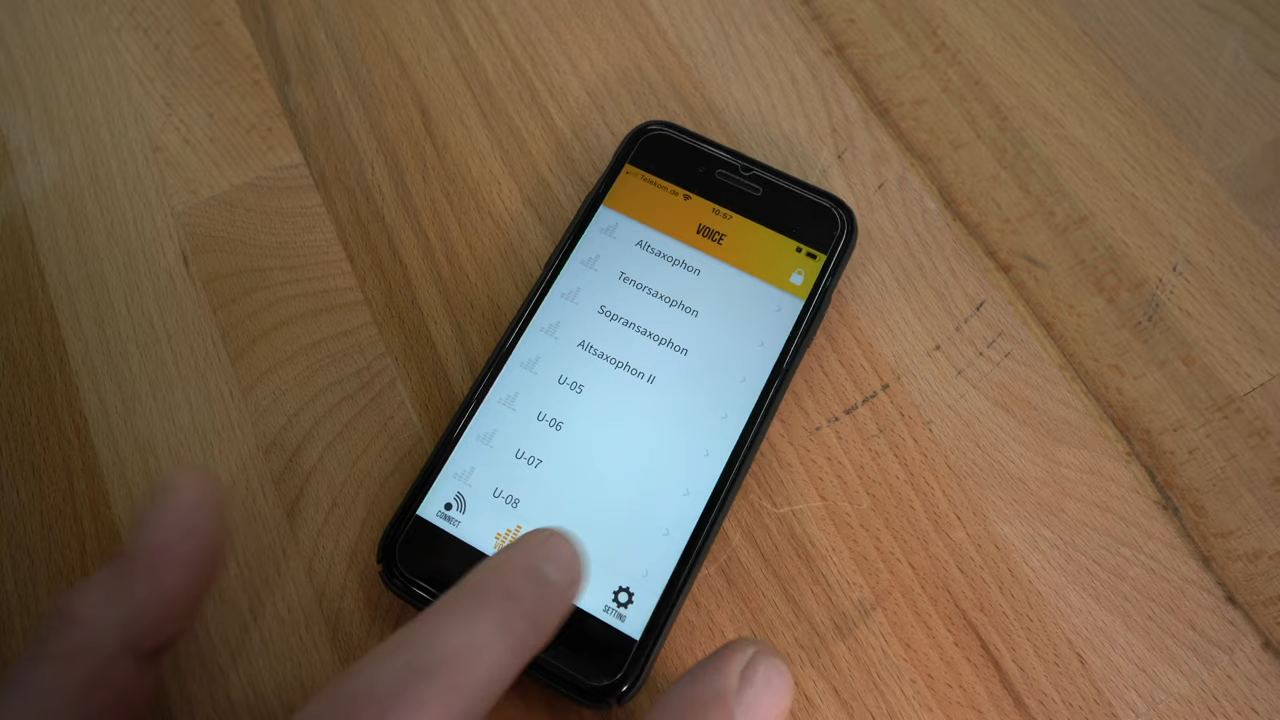 Telekom.de
10:57
VOICE
Altsaxophon
Tenorsaxophon
Sopransaxophon
Altsaxophon II
U-05
U-06
U-07
U-08
CONNECT
SETTING